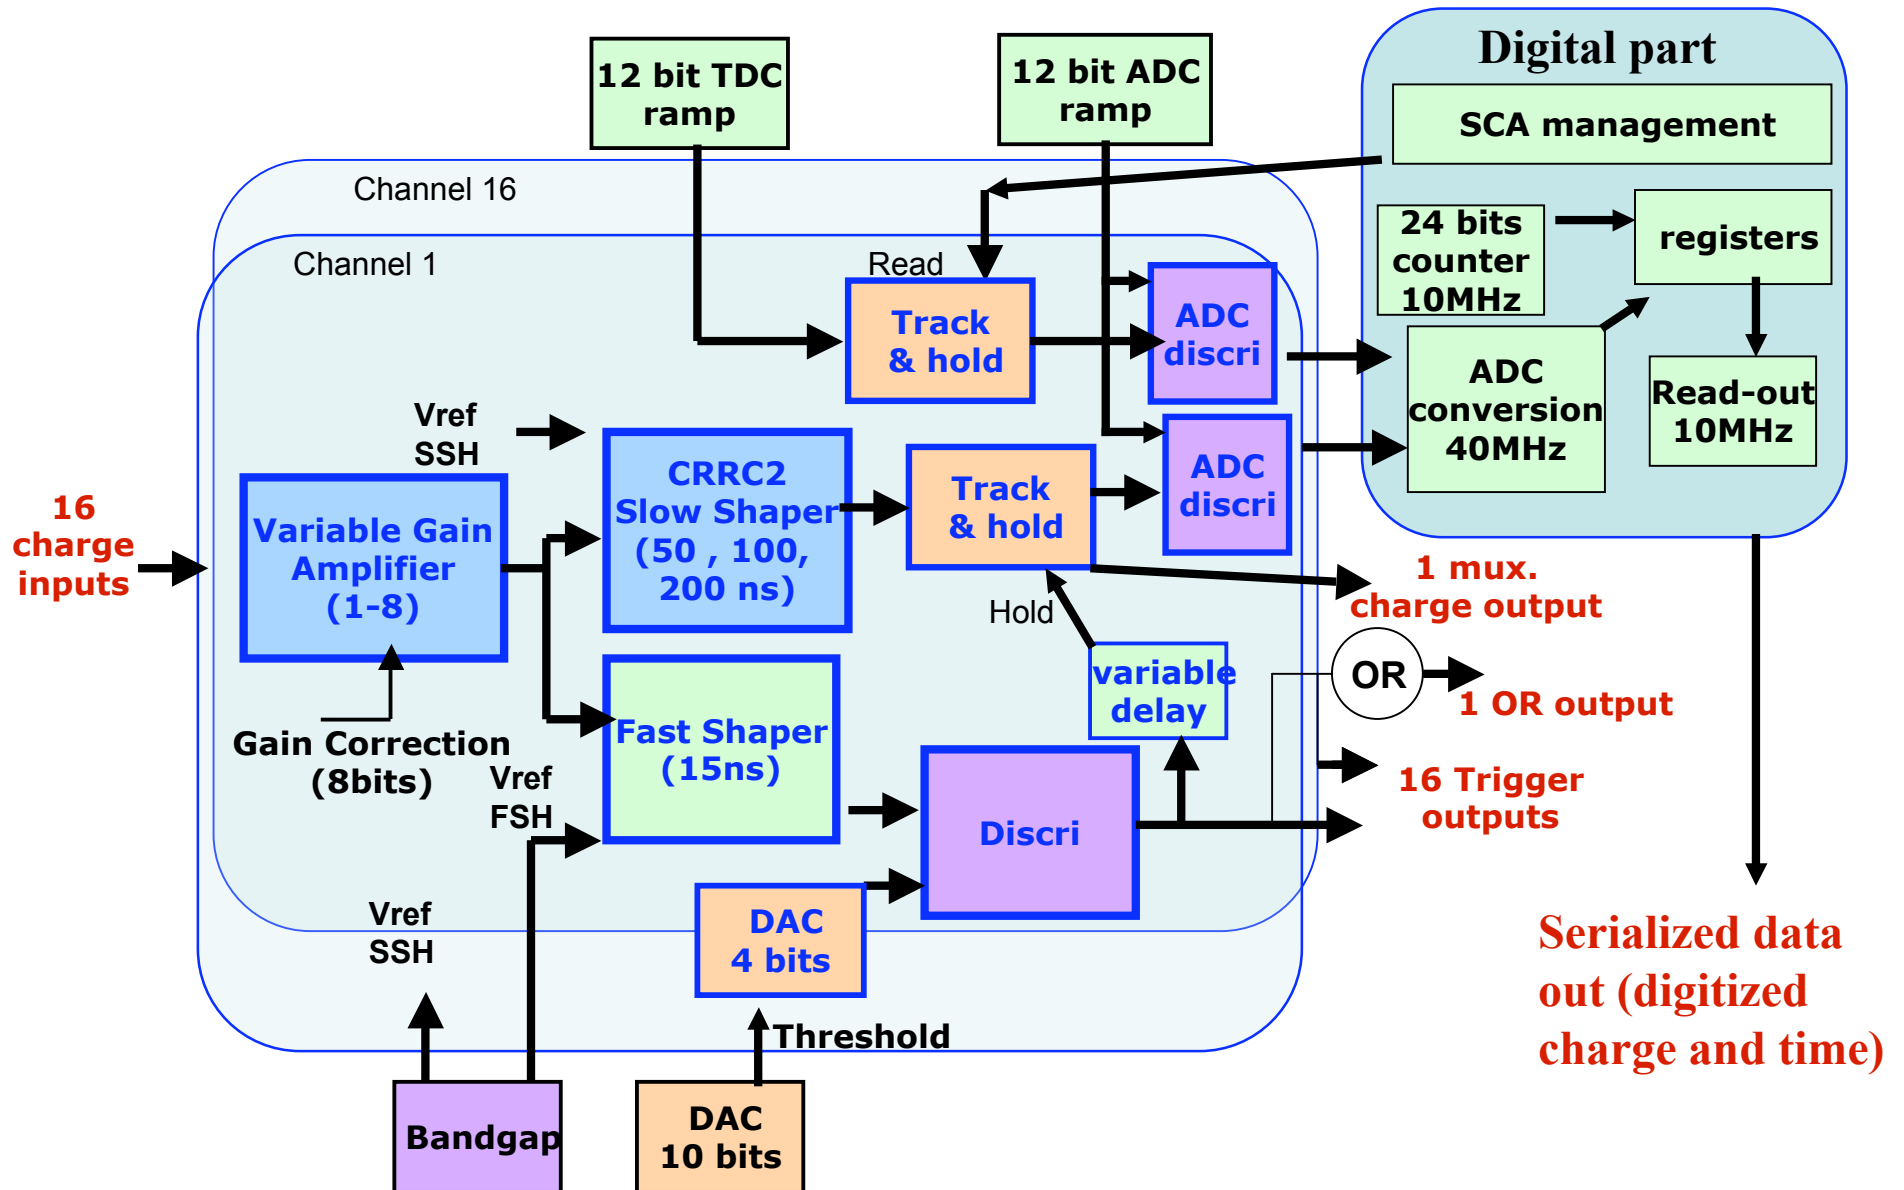 12 bit TDC
ramp
12 bit ADC
ramp
Digital part
SCA management
24 bits
counter
10MHz
registers
ADC
conversion
40MHz
Read-out
10MHz
Channel 16
Channel 1
Read
Track
& hold
ADC
discri
Vref
SSH
CRRC2
Slow Shaper
(50 , 100,
200 ns)
Track
& hold
ADC
discri
16
charge
inputs
Variable Gain
Amplifier
(1-8)
Hold
1 mux.
charge output
variable
delay
OR
1 OR output
Gain Correction
(8bits)
Fast Shaper
(15ns)
Vref
FSH
Discri
16 Trigger
outputs
Vref
SSH
DAC
4 bits
Threshold
Serialized data
out (digitized
charge and time)
Bandgap
DAC
10 bits